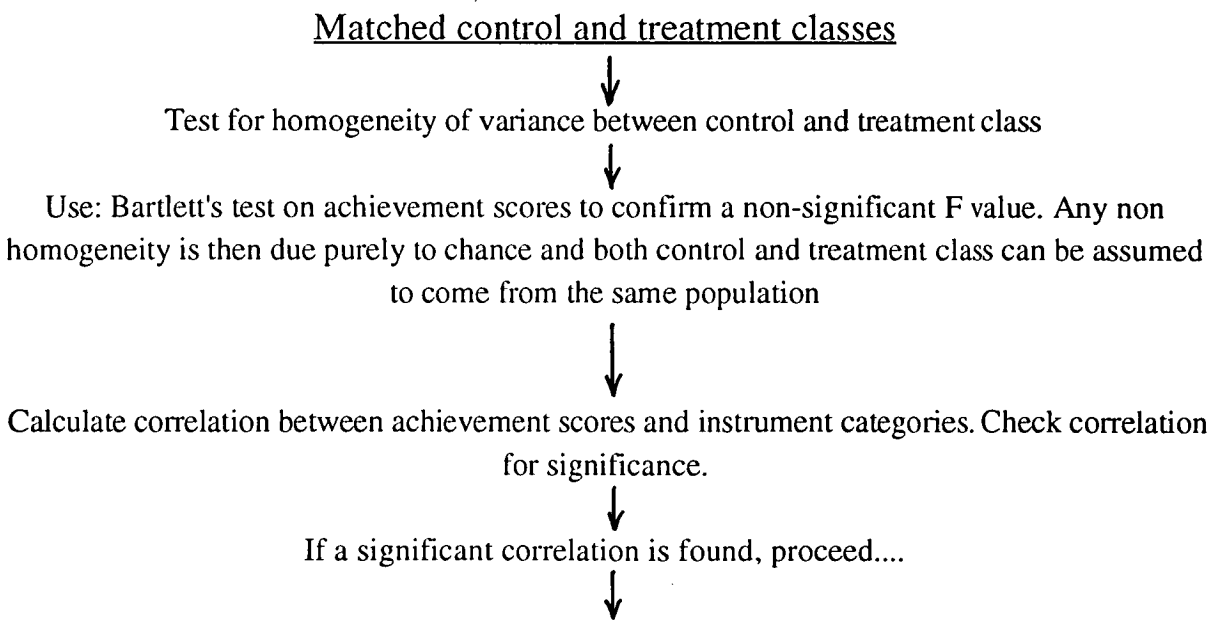 Matched control and treatment classes
Test for homogeneity of variance between control and treatment class
Use: Bartlett's test on achievement scores to confirm a non-significant F value. Any non
homogeneity is then due purely to chance and both control and treatment class can be assumed
to come from the same population
Calculate correlation between achievement scores and instrument categories. Check correlation
for significance.
If a significant correlation is found, proceed....